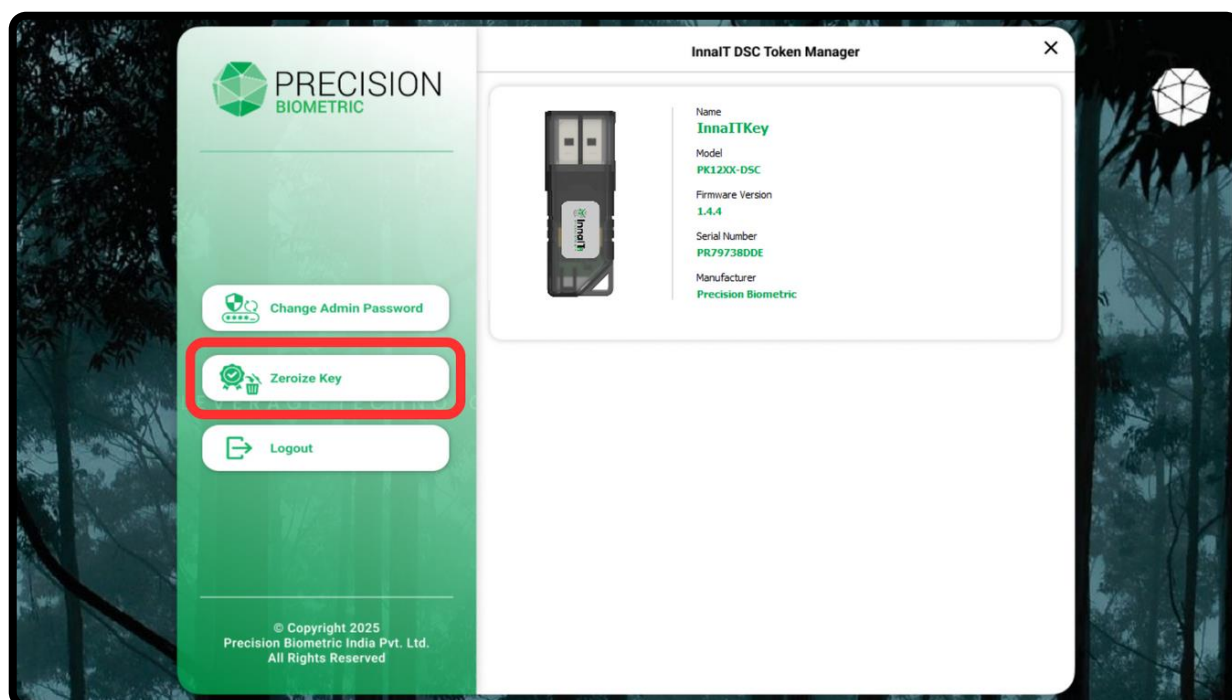 PRECISION
BIOMETRIC
InnaIT DSC Token Manager
InnaIT
Name
InnaITKey
Model
PK12XX-DSC
Firmware Version
1.4.4
Serial Number
PR79738DDE
Manufacturer
Precision Biometric
Change Admin Password
Zeroize Key
Logout
© Copyright 2025
Precision Biometric India Pvt. Ltd.
All Rights Reserved